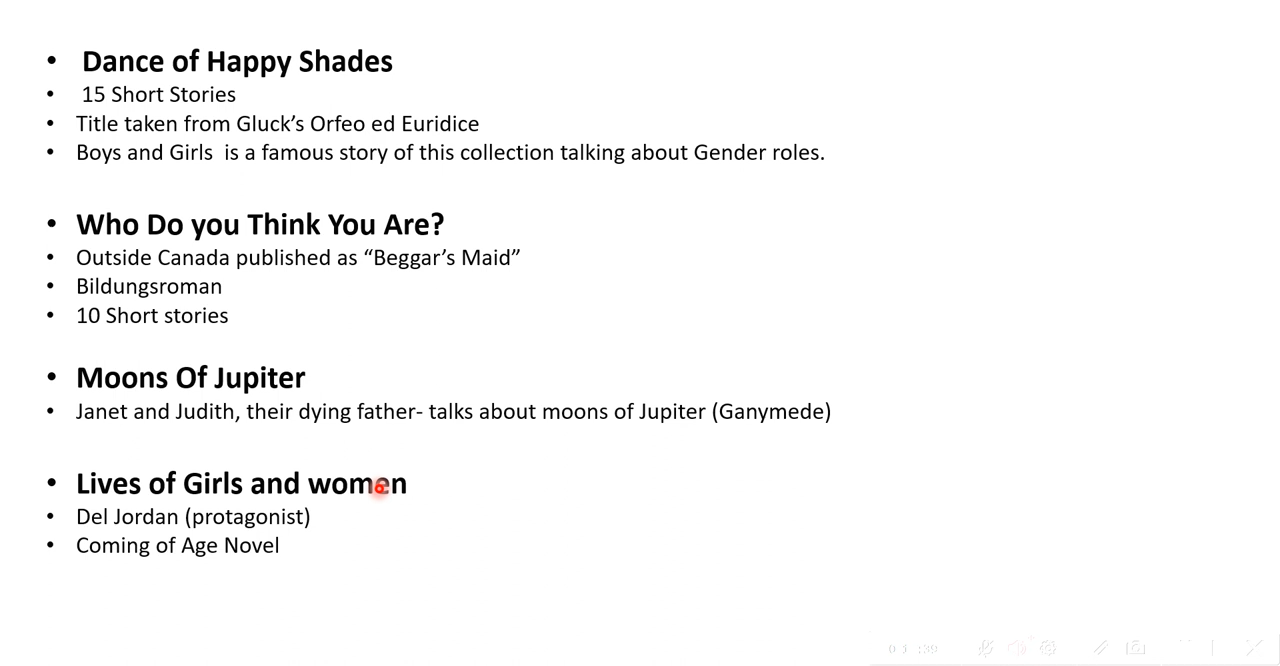 • Dance of Happy Shades
• 15 Short Stories
• Title taken from Gluck’s Orfeo ed Euridice
• Boys and Girls is a famous story of this collection talking about Gender roles.
• Who Do you Think You Are?
• Outside Canada published as “Beggar’s Maid”
• Bildungsroman
• 10 Short stories
• Moons Of Jupiter
• Janet and Judith, their dying father- talks about moons of Jupiter (Ganymede)
• Lives of Girls and women
• Del Jordan (protagonist)
• Coming of Age Novel